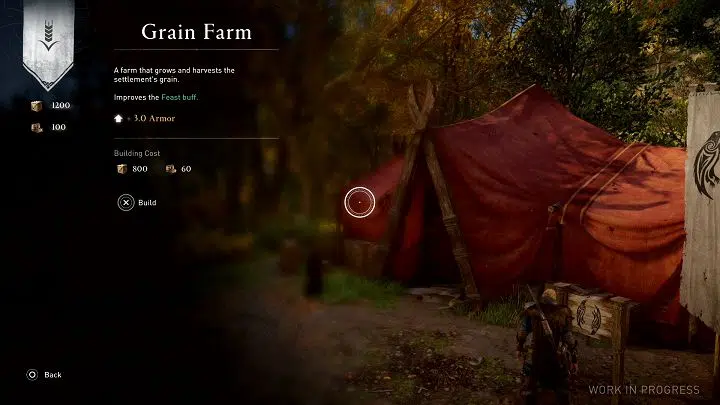 Grain Farm
A farm that grows and harvests the
settlement's grain.
Improves the Feast buff.
+ 3.0 Armor
1200
100
Building Cost
800 60
Build
Back
WORK IN PROGRESS